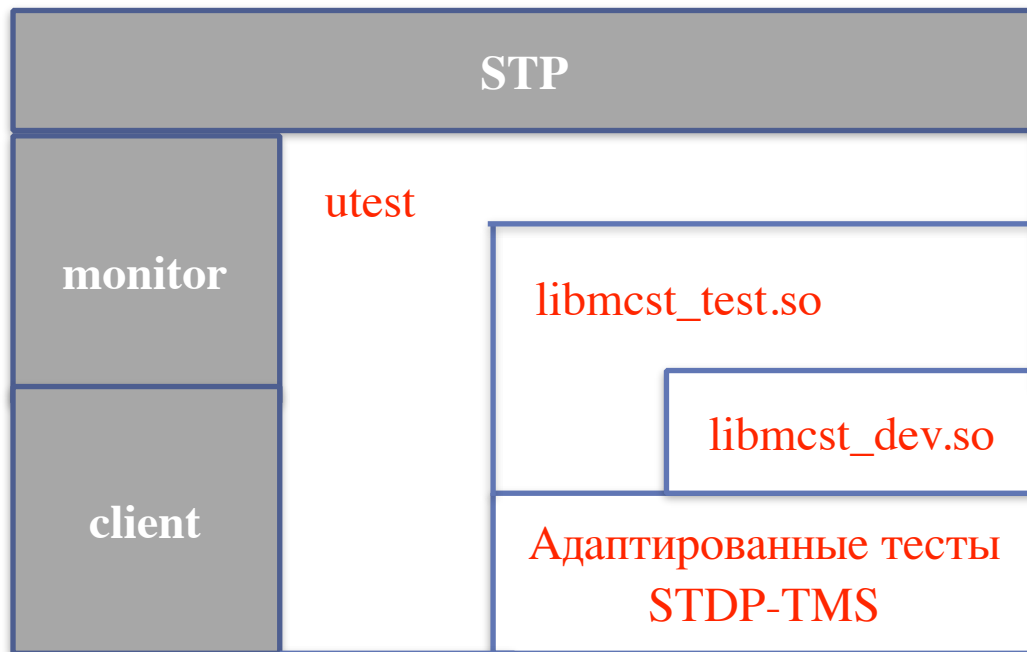 STP
utest
monitor
libmcst_test.so
libmcst_dev.so
client
Адаптированные тесты
STDP-TMS